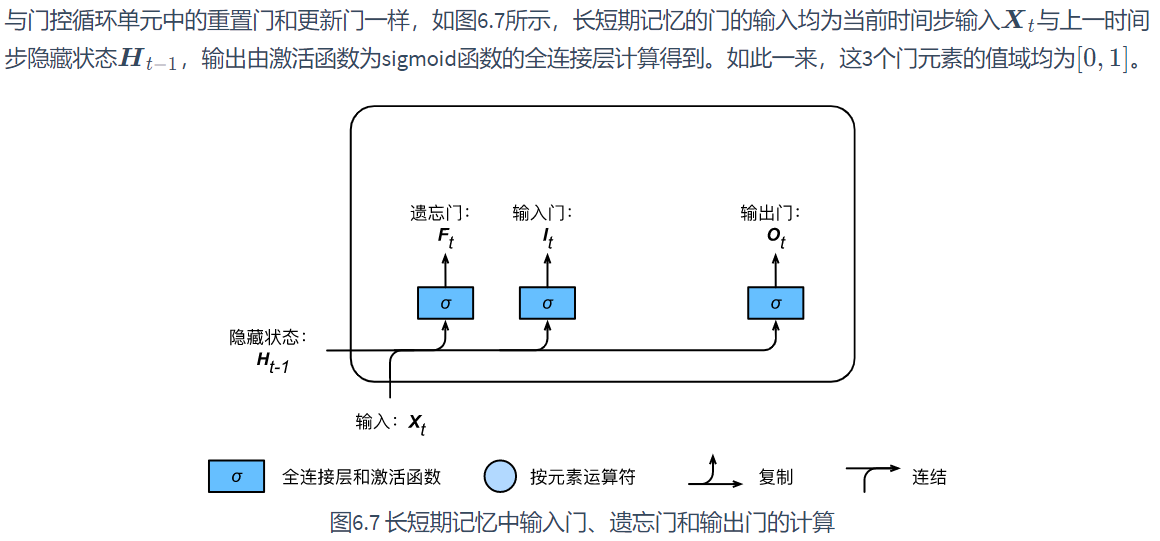 与门控循环单元中的重置门和更新门一样，如图6.7所示，长短期记忆的门的输入均为当前时间步输入Xt与上一时间
步隐藏状态Ht−1，输出由激活函数为sigmoid函数的全连接层计算得到。如此一来，这3个门元素的值域均为[0,1]。
遗忘门： 输入门： 输出门：
Ft It Ot
σ σ σ
隐藏状态：
Ht-1
输入：Xt
σ 全连接层和激活函数 按元素运算符 复制 连结
图6.7 长短期记忆中输入门、遗忘门和输出门的计算